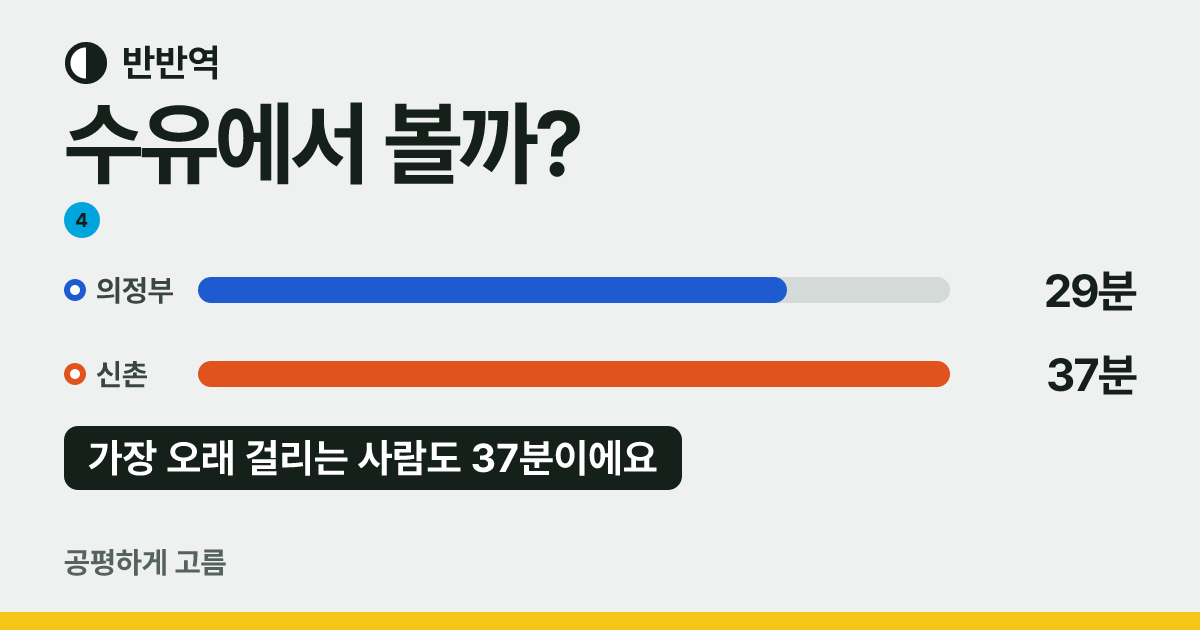 반반역
수유에서 볼까?
4
의정부 29분
신촌 37분
가장 오래 걸리는 사람도 37분이에요
공평하게 고름